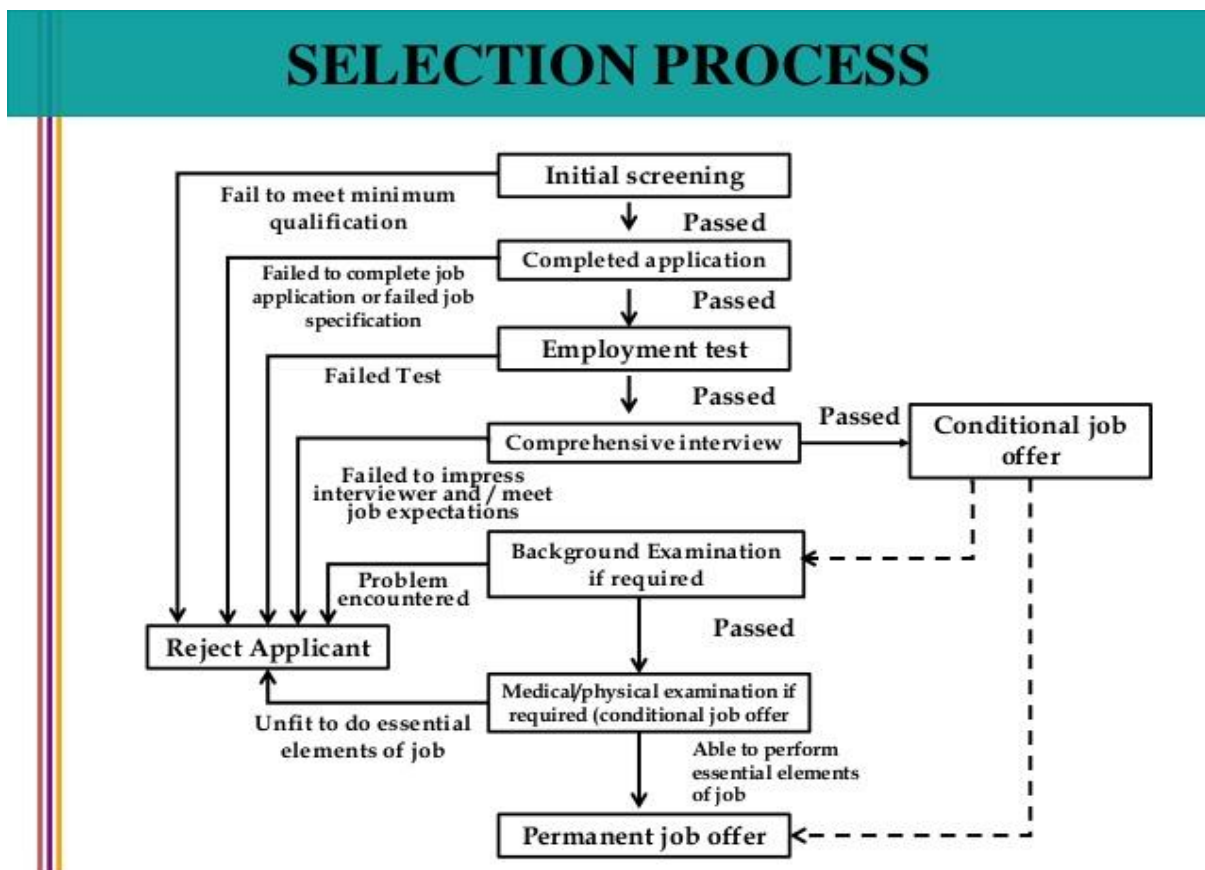 SELECTION PROCESS
Initial screening
Fail to meet minimum
qualification
Passed
Completed application
Failed to complete job
application or failed job
specification
Passed
Employment test
Failed Test
Passed
Comprehensive interview
Passed
Conditional job
offer
Failed to impress
interviewer and / meet
job expectations
Background Examination
if required
Problem
encountered
Passed
Reject Applicant
Medical/physical examination if
required (conditional job offer
Unfit to do essential
elements of job
Able to perform
essential elements
of job
Permanent job offer